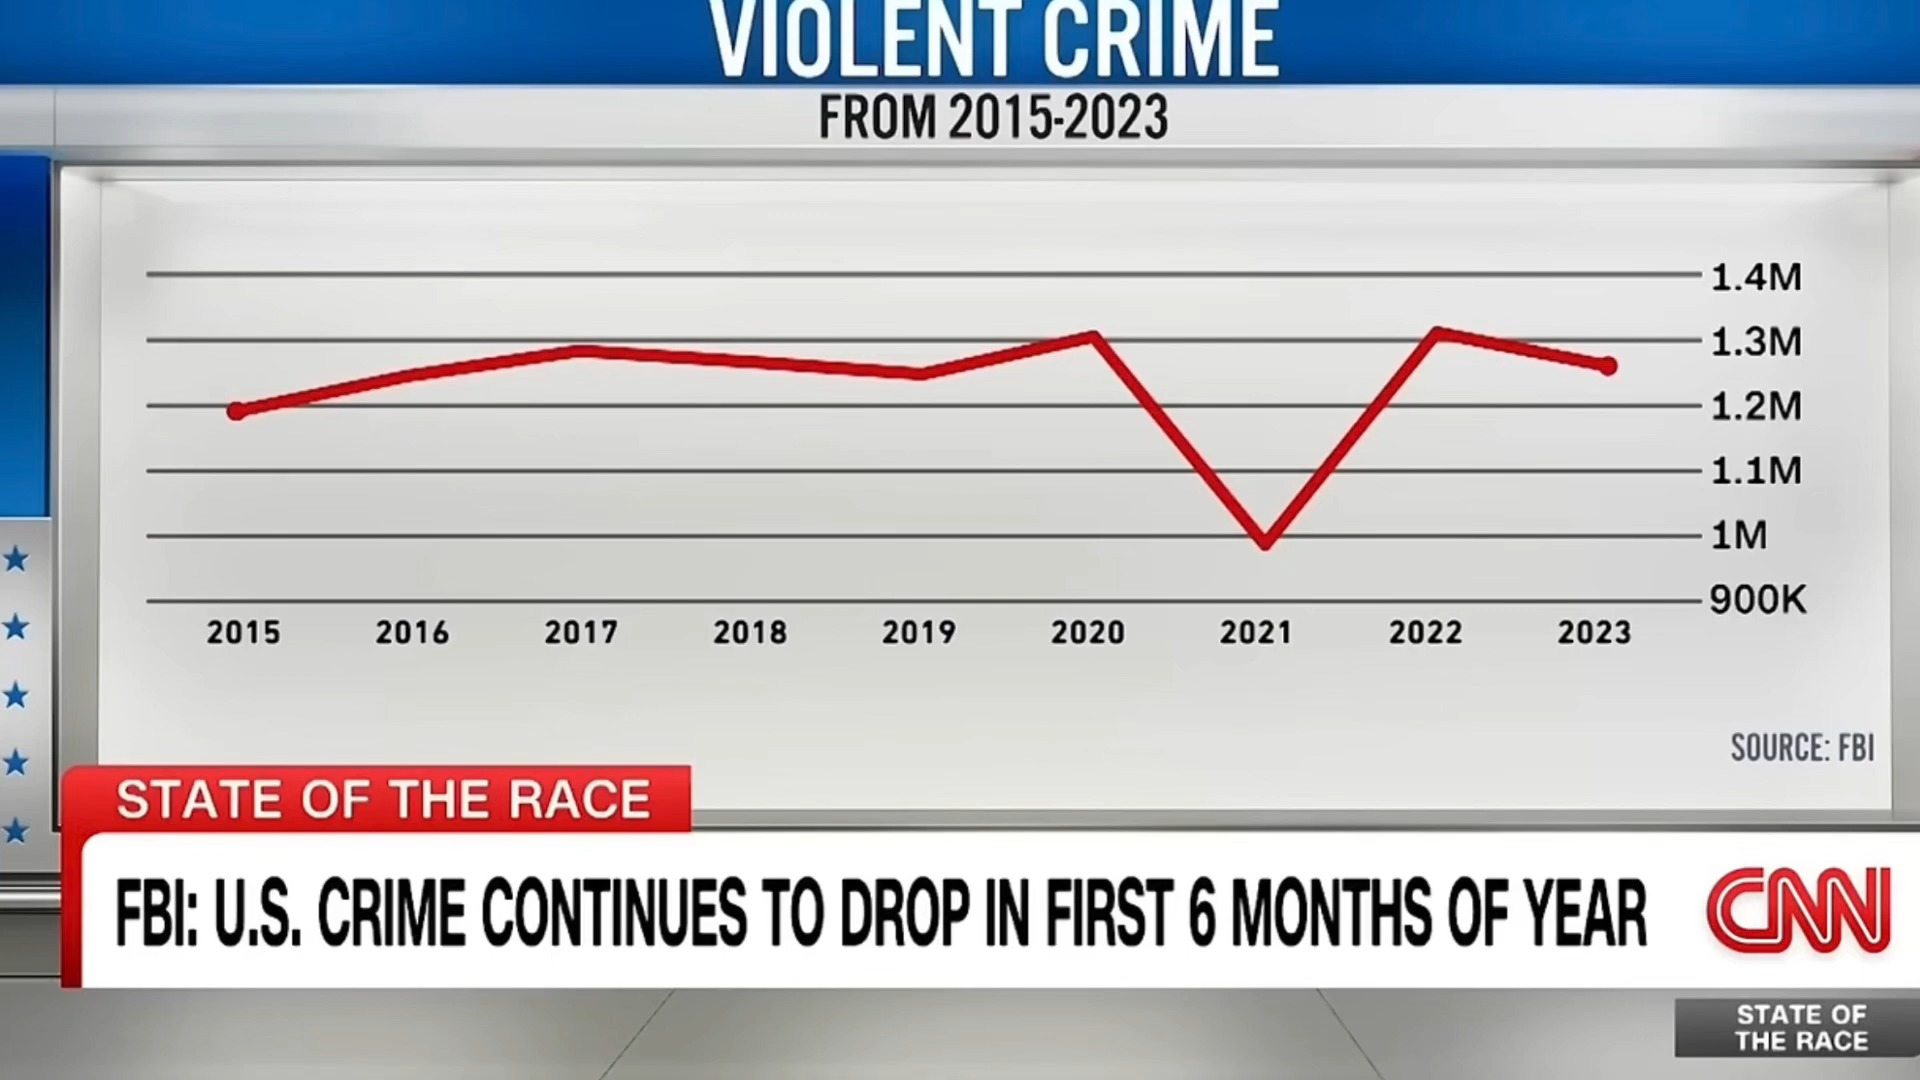 VIOLENT CRIME
FROM 2015-2023
1.4M
1.3M
1.2M
1.1M
1M
900K
2015 2016 2017 2018 2019 2020 2021 2022 2023
SOURCE: FBI
STATE OF THE RACE
FBI: U.S. CRIME CONTINUES TO DROP IN FIRST 6 MONTHS OF YEAR
CNN
STATE OF
THE RACE